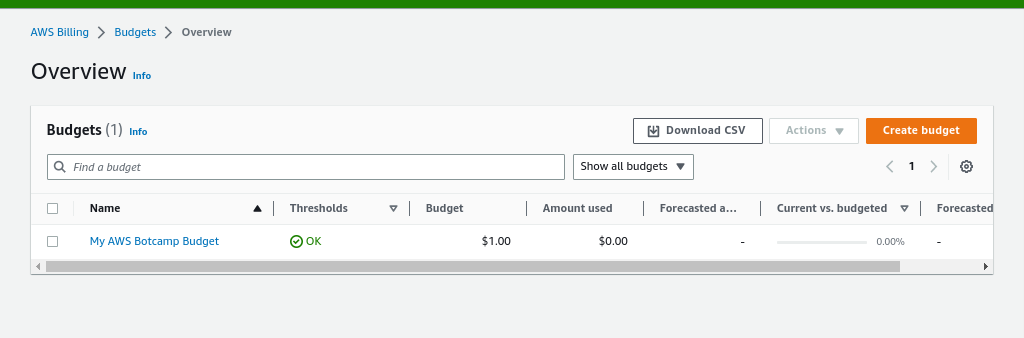 AWS Billing > Budgets > Overview
Overview Info
Budgets (1) Info
Download CSV Actions Create budget
Find a budget Show all budgets 1
Name Thresholds Budget Amount used Forecasted a... Current vs. budgeted Forecasted
My AWS Botcamp Budget OK $1.00 $0.00 - 0.00% -